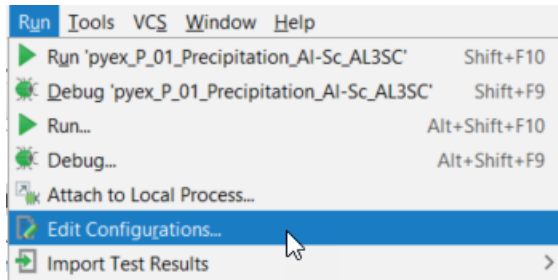 Run Tools VCS Window Help
Run 'pyex_P_01_Precipitation_Al-Sc_AL3SC' Shift+F10
Debug 'pyex_P_01_Precipitation_Al-Sc_AL3SC' Shift+F9
Run... Alt+Shift+F10
Debug... Alt+Shift+F9
Attach to Local Process...
Edit Configurations...
Import Test Results